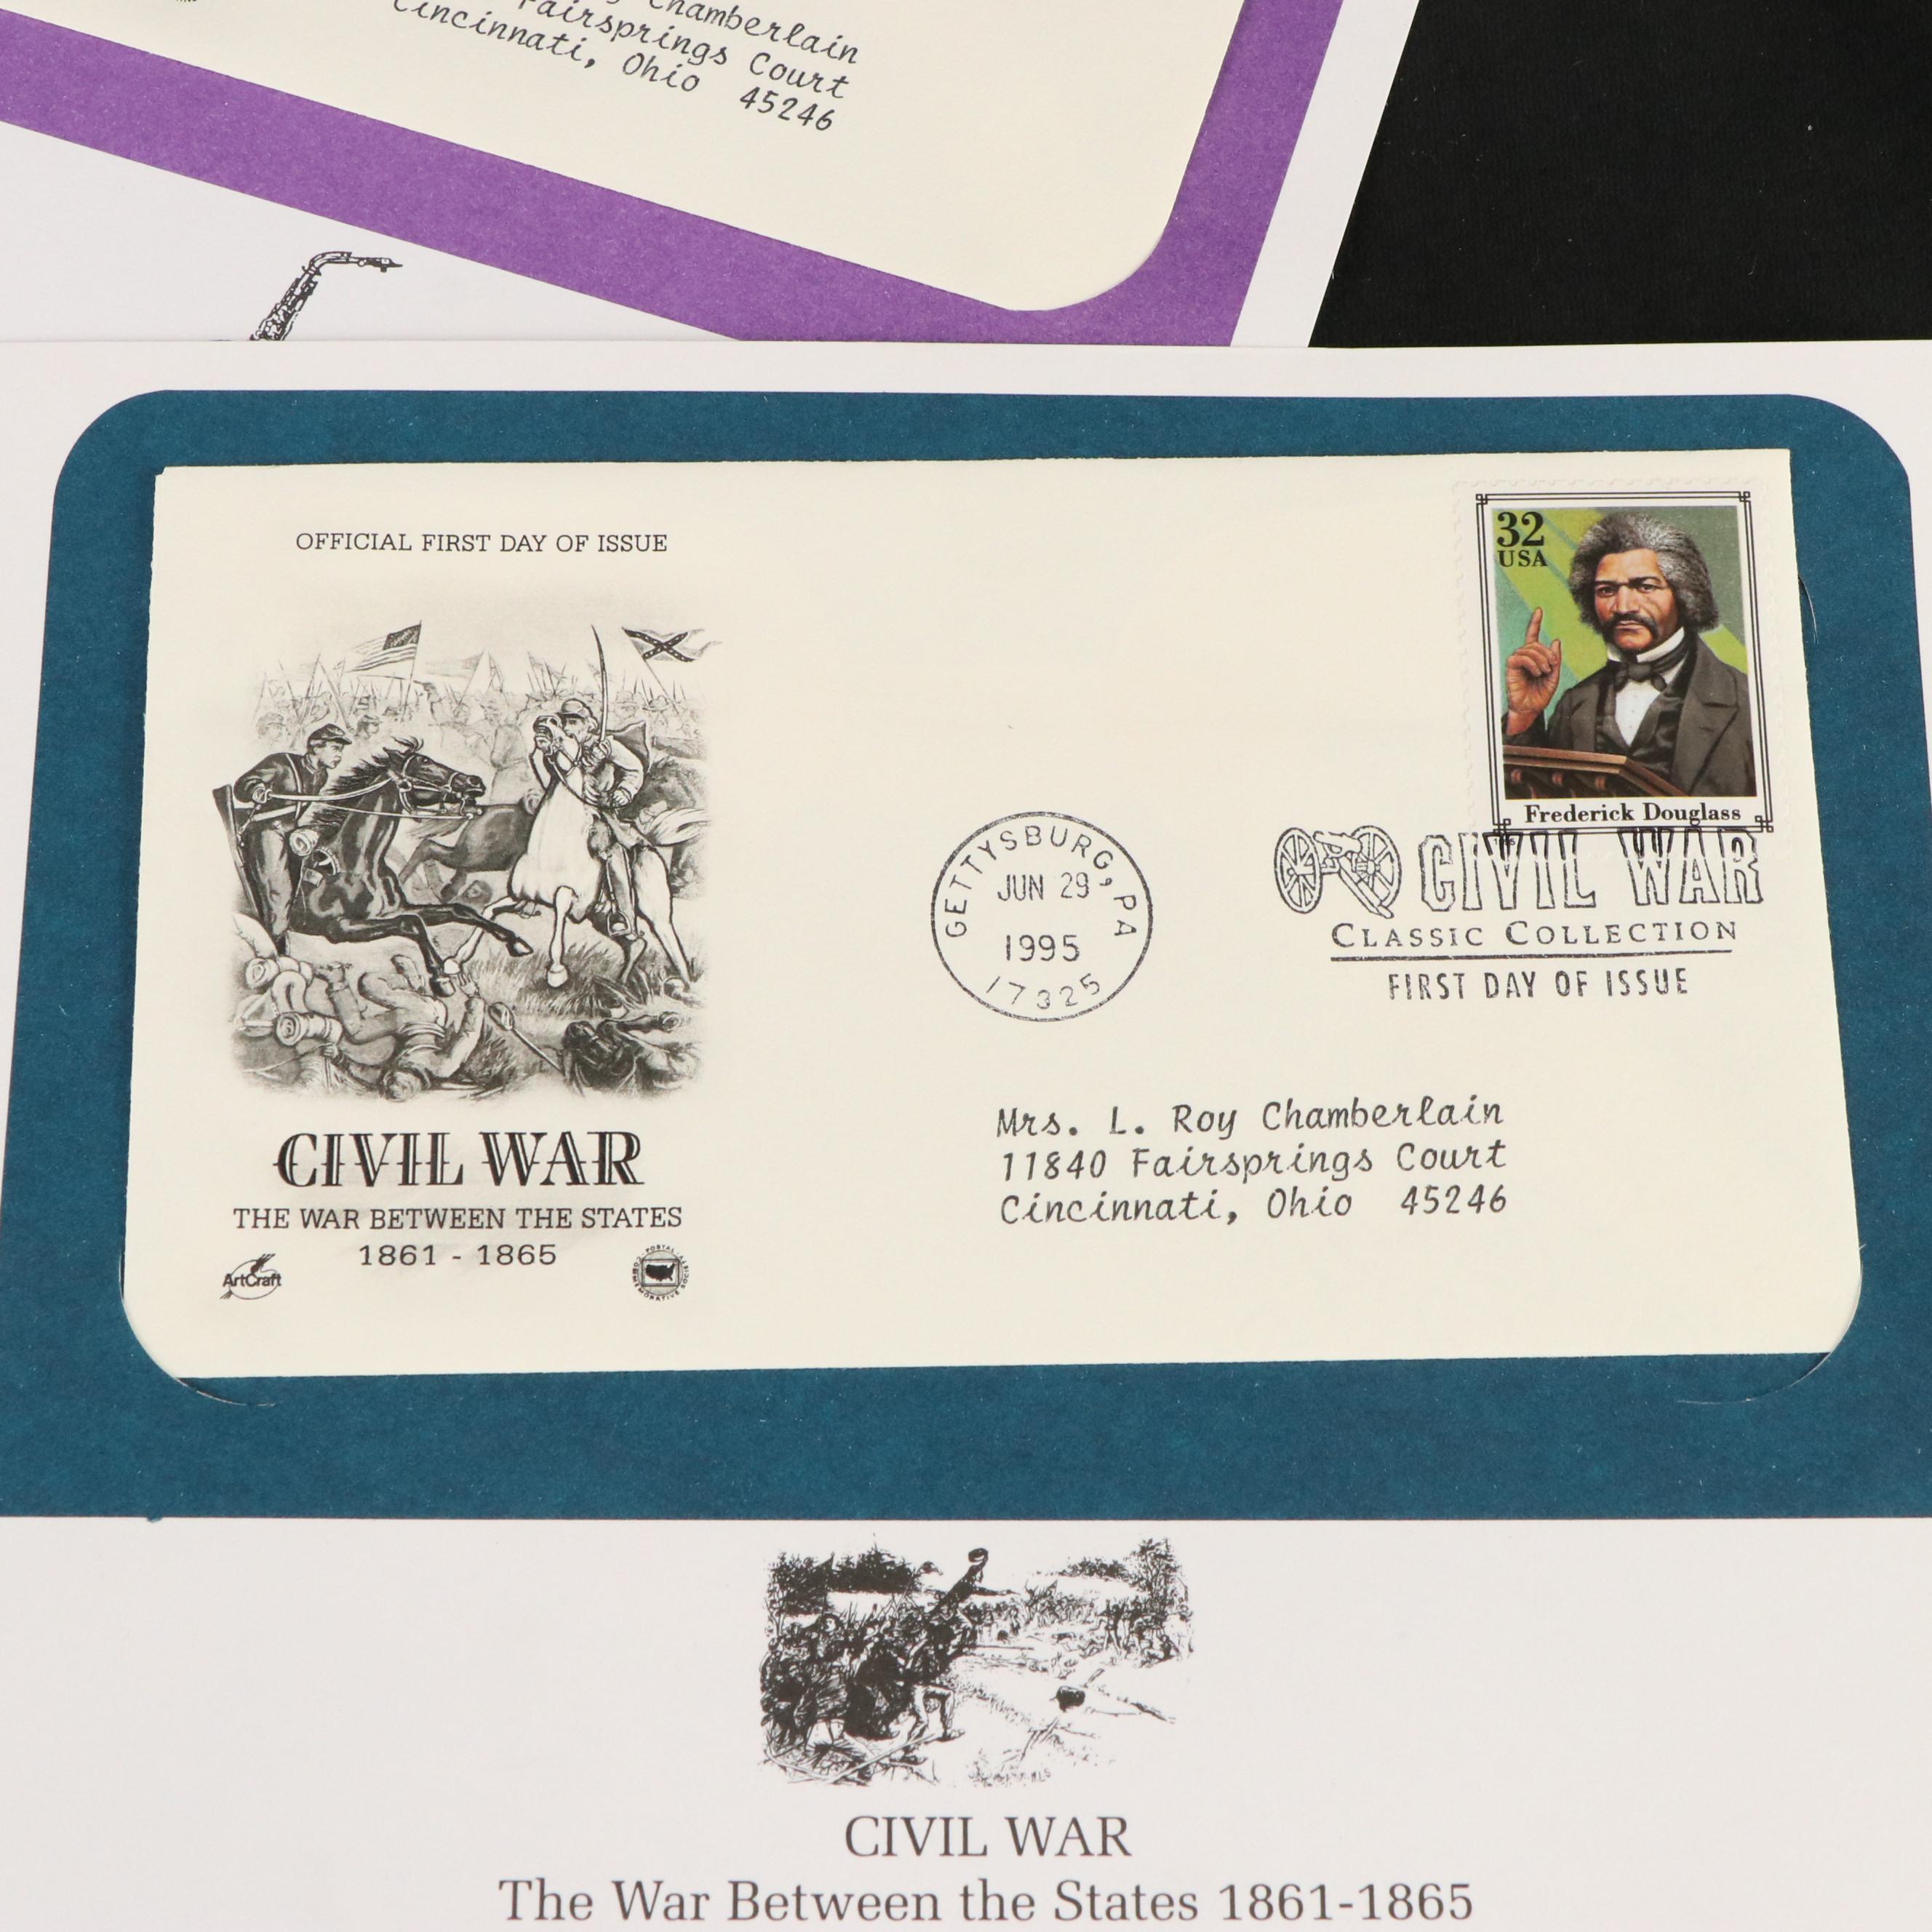 Chamberlain
Fairsprings Court
Cincinnati, Ohio 45246
OFFICIAL FIRST DAY OF ISSUE
32
USA
Frederick Douglass
GETTYSBURG, PA
JUN 29
1995
17325
CIVIL WAR
CLASSIC COLLECTION
FIRST DAY OF ISSUE
Mrs. L. Roy Chamberlain
11840 Fairsprings Court
Cincinnati, Ohio 45246
CIVIL WAR
THE WAR BETWEEN THE STATES
1861 - 1865
ArtCraft
POSTAL
COMMEMORATIVE
CIVIL WAR
The War Between the States 1861-1865